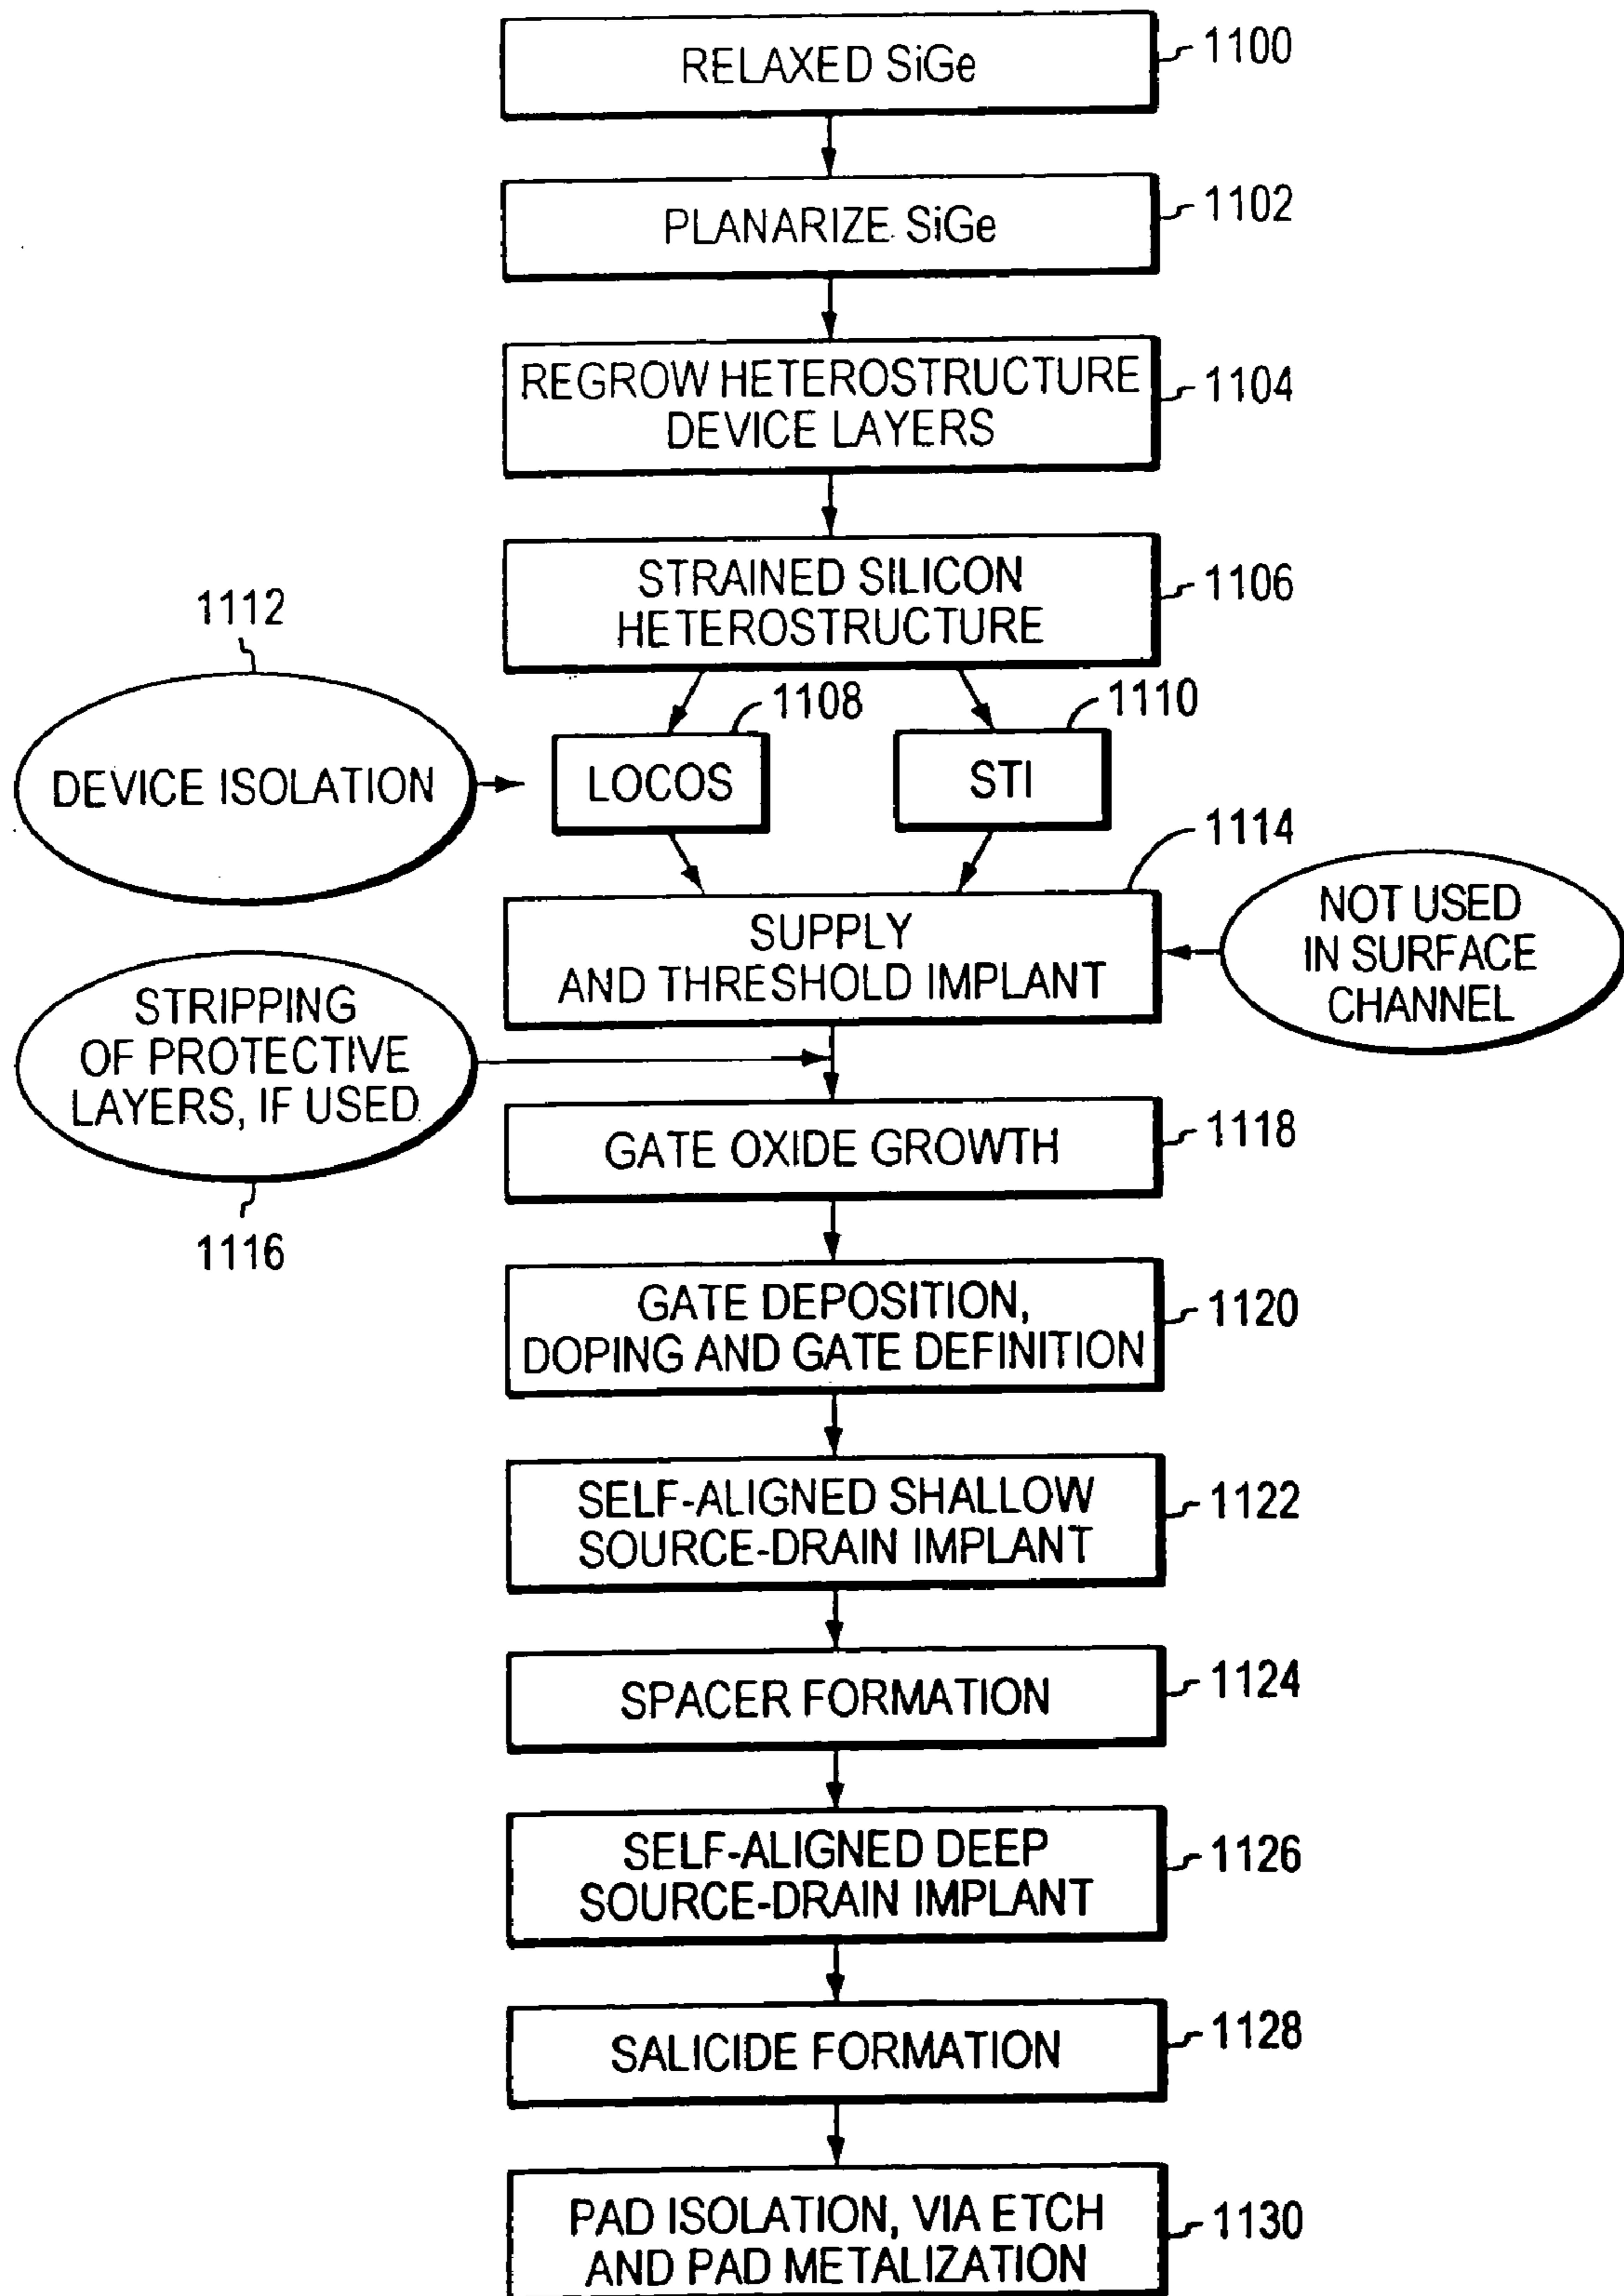 RELAXED SiGe
1100
PLANARIZE SiGe
1102
REGROW HETEROSTRUCTURE
DEVICE LAYERS
1104
STRAINED SILICON
HETEROSTRUCTURE
1106
1112
DEVICE ISOLATION
1108
LOCOS
1110
STI
1114
SUPPLY
AND THRESHOLD IMPLANT
NOT USED
IN SURFACE
CHANNEL
STRIPPING
OF PROTECTIVE
LAYERS, IF USED
1116
GATE OXIDE GROWTH
1118
GATE DEPOSITION,
DOPING AND GATE DEFINITION
1120
SELF-ALIGNED SHALLOW
SOURCE-DRAIN IMPLANT
1122
SPACER FORMATION
1124
SELF-ALIGNED DEEP
SOURCE-DRAIN IMPLANT
1126
SALICIDE FORMATION
1128
PAD ISOLATION, VIA ETCH
AND PAD METALIZATION
1130